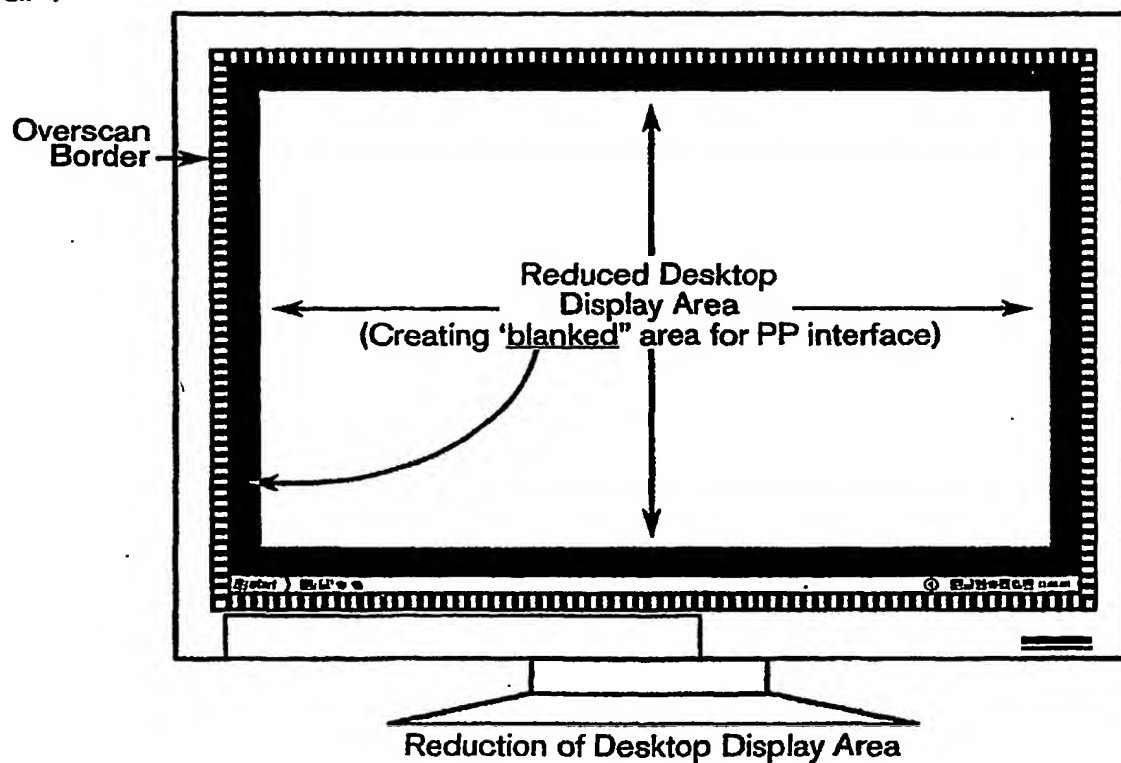 Overscan
Border
Reduced Desktop
Display Area
(Creating ‘blanked” area for PP interface)
start
Reduction of Desktop Display Area